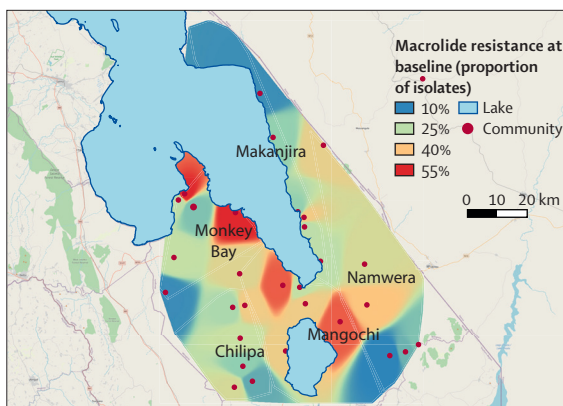 Macrolide resistance at
baseline (proportion
of isolates)
10%
25%
40%
55%
Lake
Community
0 10 20 km
Makanjira
Monkey
Bay
Namwera
Mangochi
Chilipa